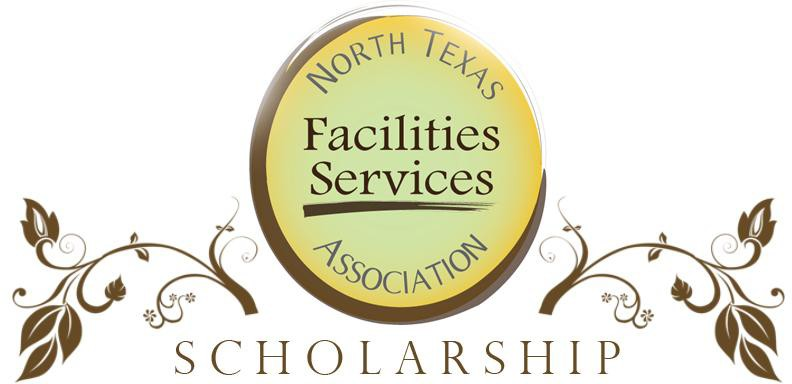 North Texas
Facilities
Services
Association
SCHOLARSHIP